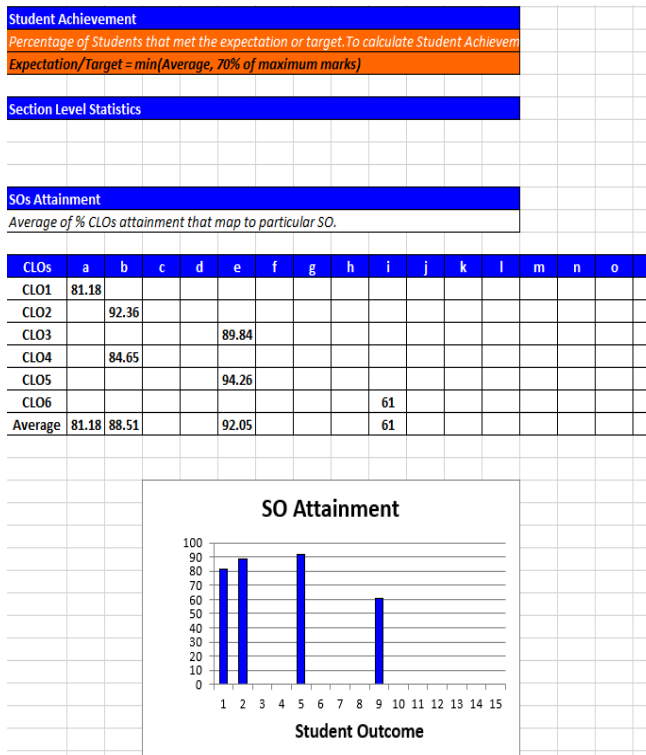 Student Achievement
Percentage of Students that met the expectation or target.To calculate Student Achievem
Expectation/Target = min(Average, 70% of maximum marks)
Section Level Statistics
SOs Attainment
Average of % CLOs attainment that map to particular SO.
CLOs a b c d e f g h i j k l m n o
CLO1 81.18
CLO2 92.36
CLO3 89.84
CLO4 84.65
CLO5 94.26
CLO6 61
Average 81.18 88.51 92.05 61
SO Attainment
100
90
80
70
60
50
40
30
20
10
0
1 2 3 4 5 6 7 8 9 10 11 12 13 14 15
Student Outcome